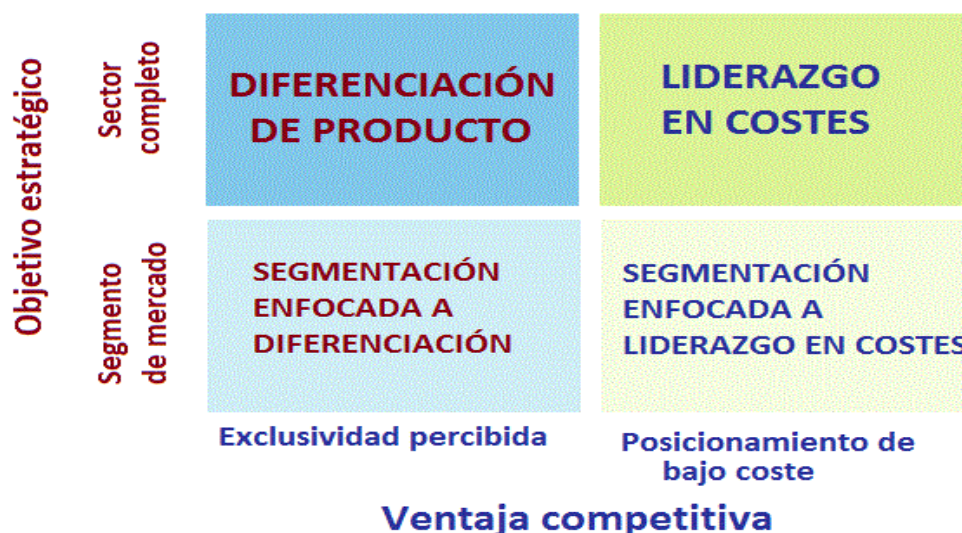 Objetivo estratégico
Sector
completo
DIFERENCIACIÓN
DE PRODUCTO
LIDERAZGO
EN COSTES
Segmento
de mercado
SEGMENTACIÓN
ENFOCADA A
DIFERENCIACIÓN
SEGMENTACIÓN
ENFOCADA A
LIDERAZGO EN COSTES
Exclusividad percibida
Posicionamiento de
bajo coste
Ventaja competitiva